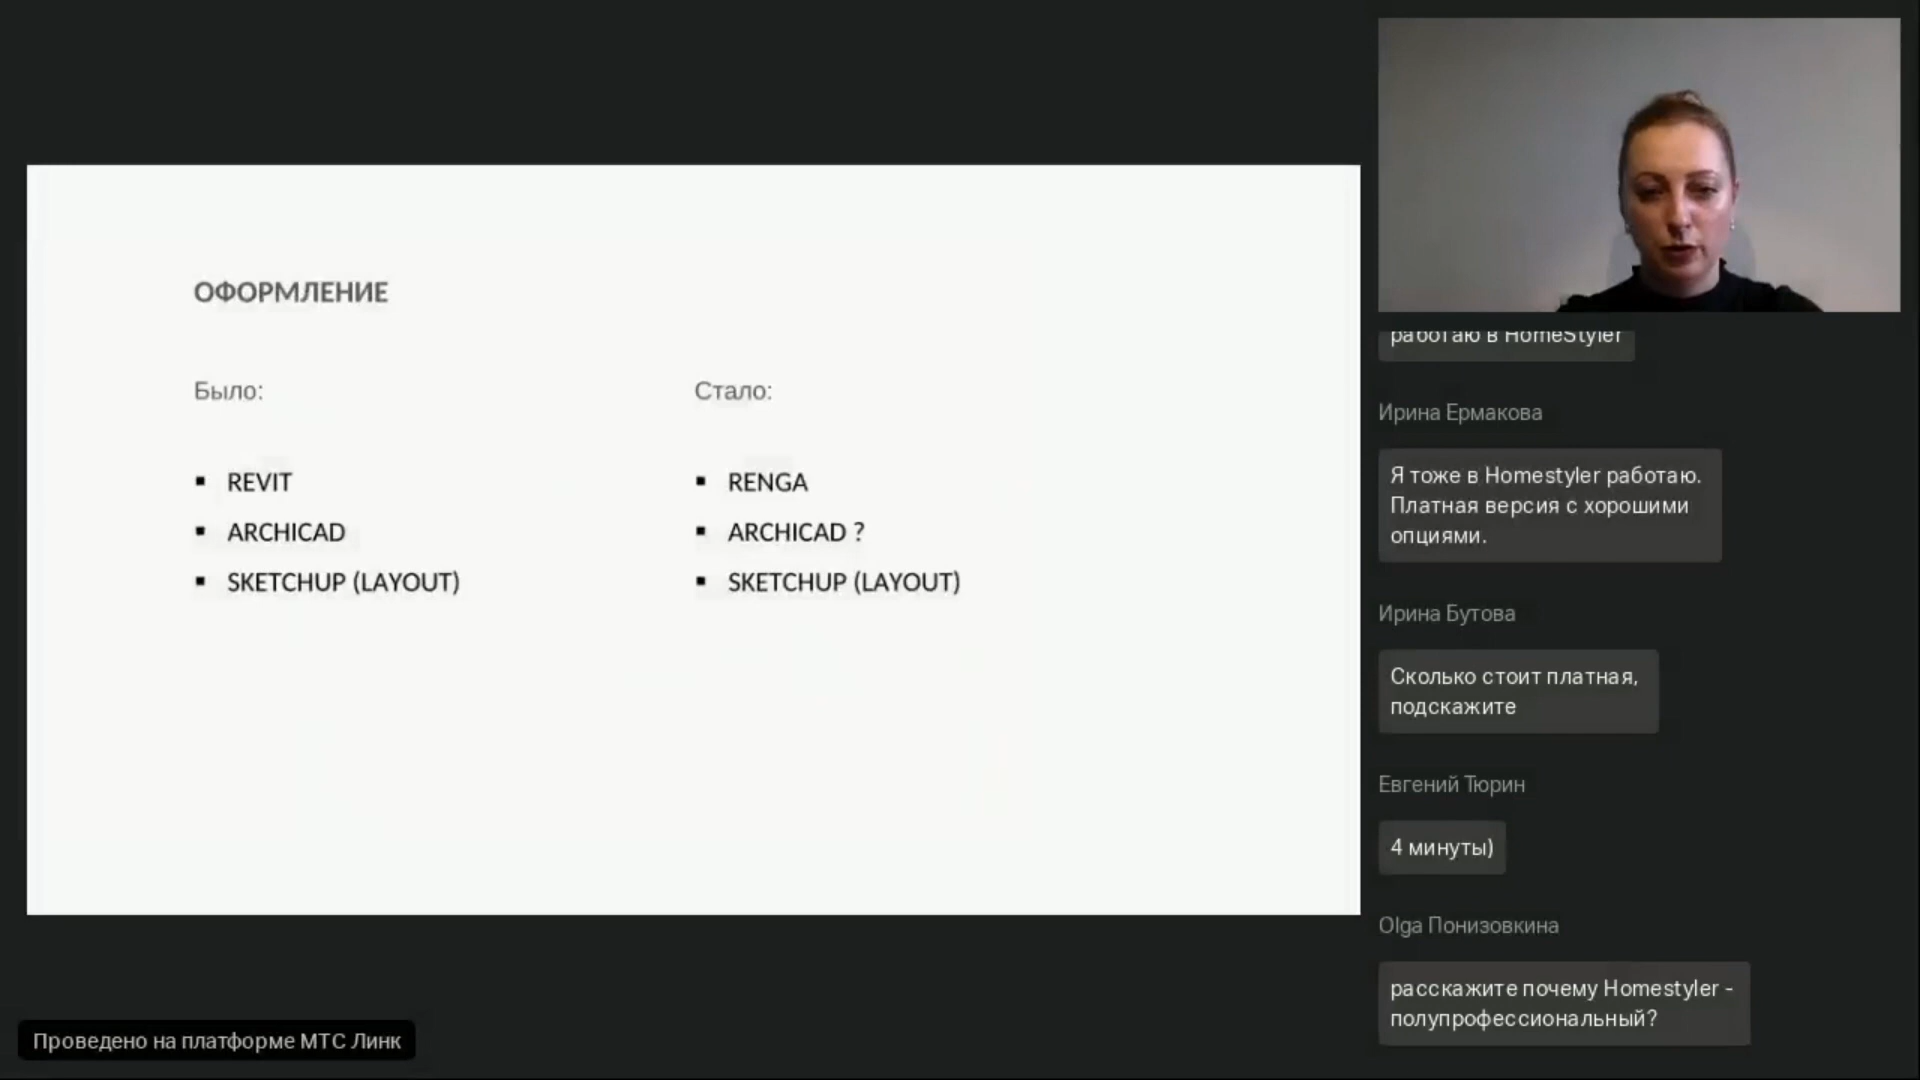 ОФОРМЛЕНИЕ
Было:
▪ REVIT
▪ ARCHICAD
▪ SKETCHUP (LAYOUT)
Стало:
▪ RENGA
▪ ARCHICAD ?
▪ SKETCHUP (LAYOUT)
работаю в HomeStyler
Ирина Ермакова
Я тоже в Homestyler работаю.
Платная версия с хорошими
опциями.
Ирина Бутова
Сколько стоит платная,
подскажите
Евгений Тюрин
4 минуты)
Olga Понизовкина
расскажите почему Homestyler -
полупрофессиональный?
Проведено на платформе МТС Линк